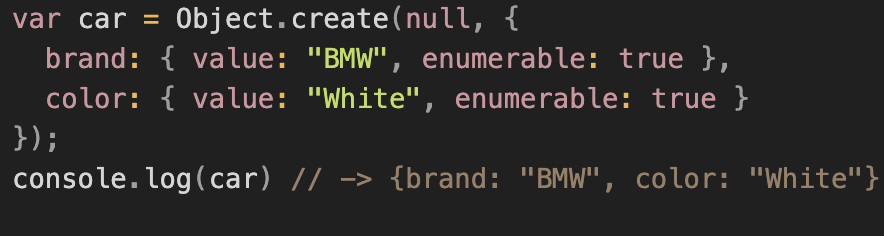 var car = Object.create(null, {
  brand: { value: "BMW", enumerable: true },
  color: { value: "White", enumerable: true }
});
console.log(car) // -> {brand: "BMW", color: "White"}